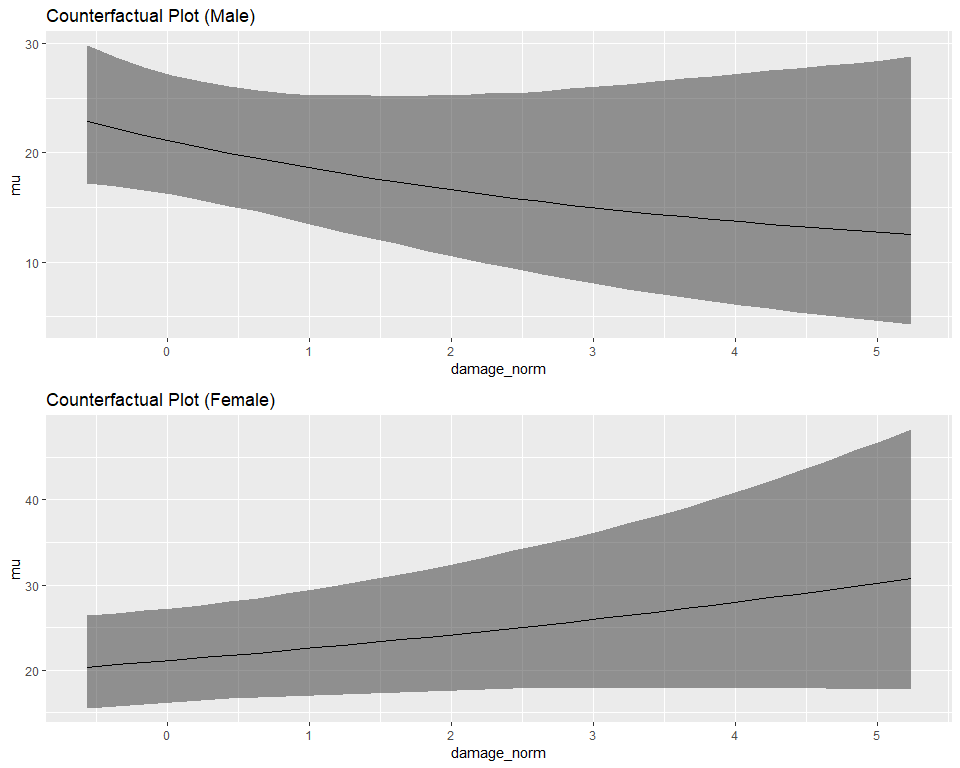 Counterfactual Plot (Male)
30
20
10
mu
0 1 2 3 4 5
damage_norm
Counterfactual Plot (Female)
40
30
20
mu
0 1 2 3 4 5
damage_norm